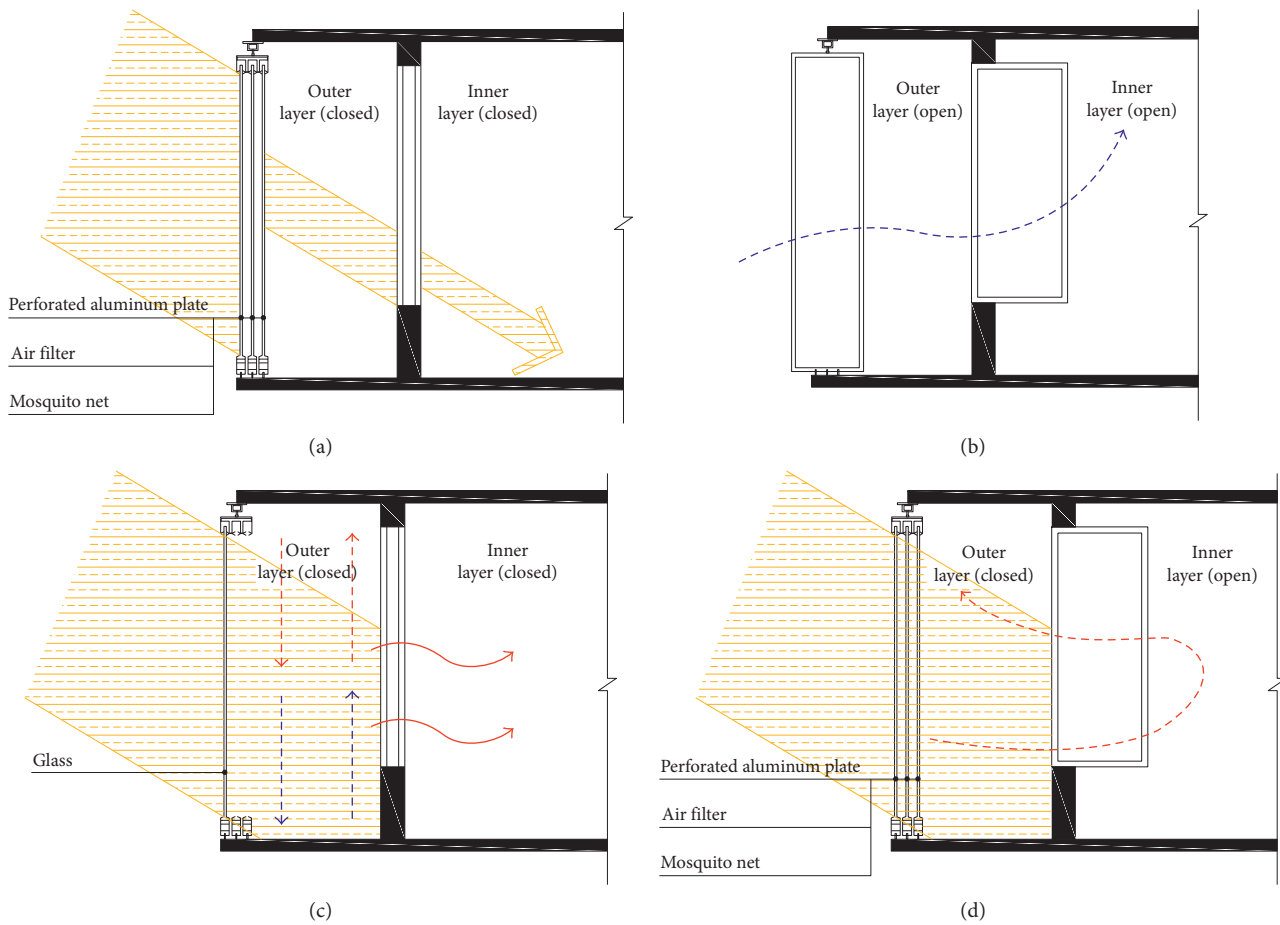 Outer
layer (closed)
Inner
layer (closed)
Perforated aluminum plate
Air filter
Mosquito net
(a)
Outer
layer (open)
Inner
layer (open)
(b)
Outer
layer (closed)
Inner
layer (closed)
Glass
(c)
Outer
layer (closed)
Inner
layer (open)
Perforated aluminum plate
Air filter
Mosquito net
(d)